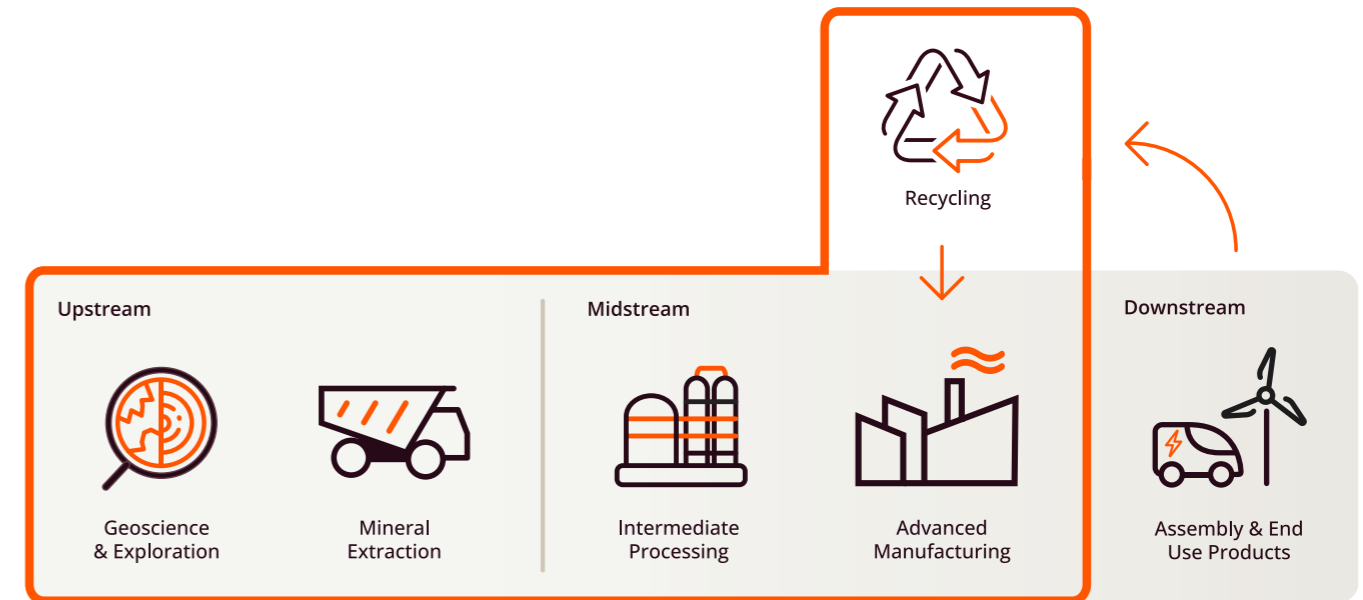 Recycling
Upstream
Midstream
Downstream
Geoscience
& Exploration
Mineral
Extraction
Intermediate
Processing
Advanced
Manufacturing
Assembly & End
Use Products